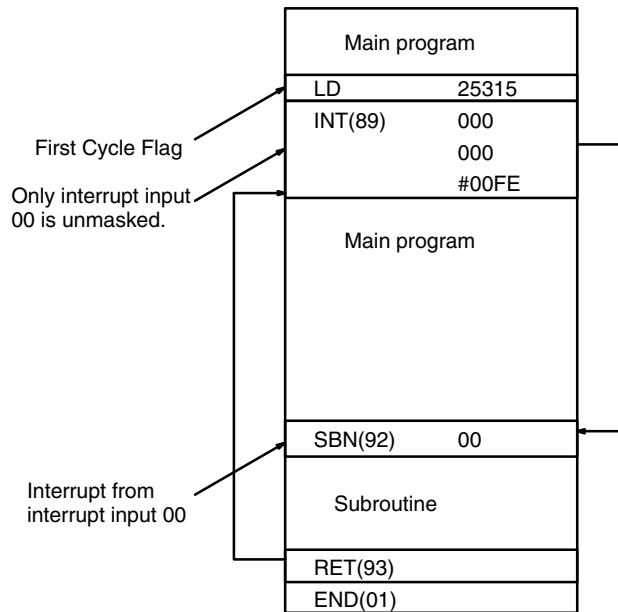 Main program
LD 25315
INT(89) 000
000
#00FE
First Cycle Flag
Only interrupt input
00 is unmasked.
Main program
SBN(92) 00
Interrupt from
interrupt input 00
Subroutine
RET(93)
END(01)